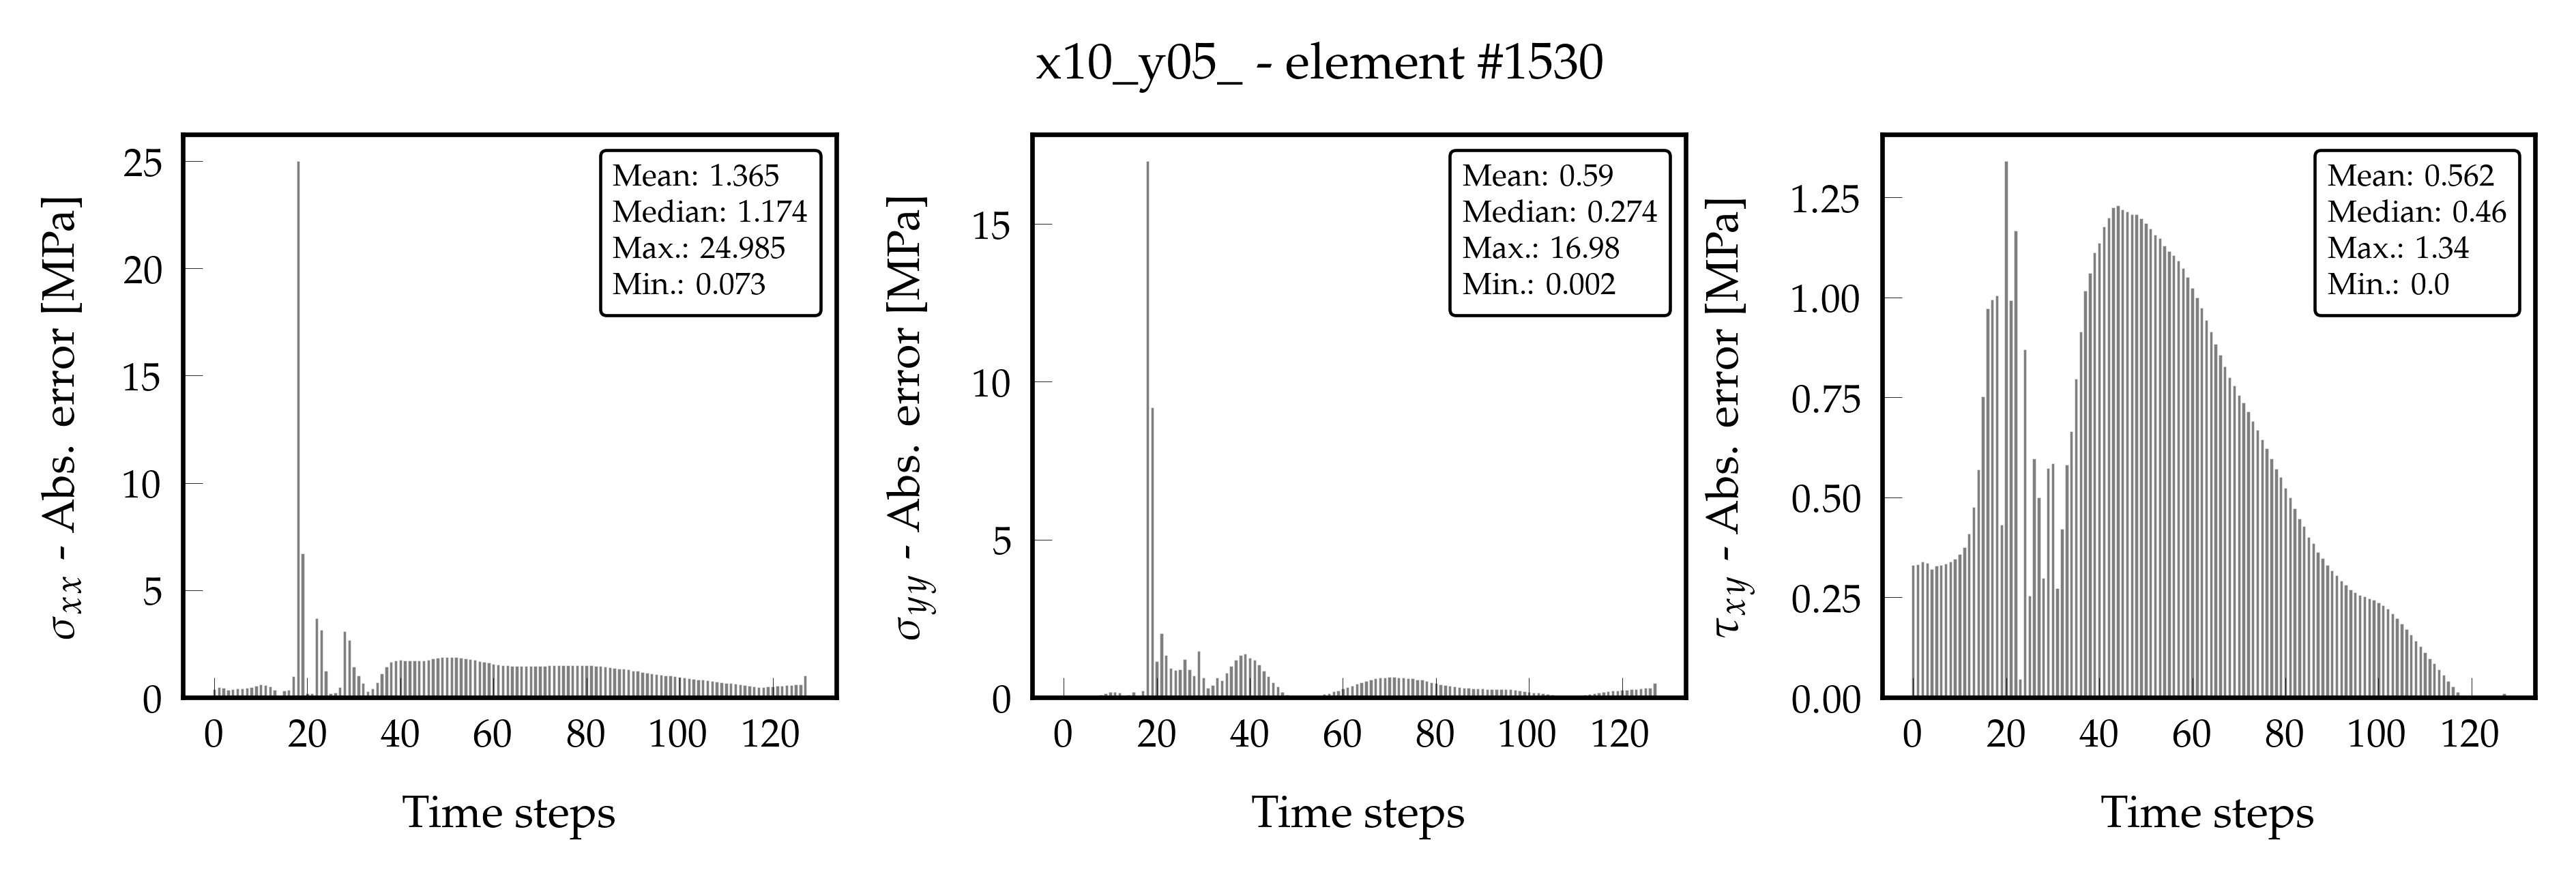 x10_y05_ - element #1530
σxx - Abs. error [MPa]
25
20
15
10
5
0
Mean: 1.365
Median: 1.174
Max.: 24.985
Min.: 0.073
0 20 40 60 80 100 120
Time steps
σyy - Abs. error [MPa]
15
10
5
0
Mean: 0.59
Median: 0.274
Max.: 16.98
Min.: 0.002
0 20 40 60 80 100 120
Time steps
τxy - Abs. error [MPa]
1.25
1.00
0.75
0.50
0.25
0.00
Mean: 0.562
Median: 0.46
Max.: 1.34
Min.: 0.0
0 20 40 60 80 100 120
Time steps